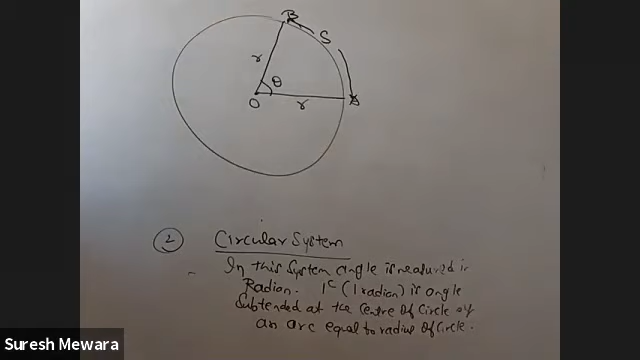 B
S
r
θ
O
r
A
2 Circular System
In this System angle is measured in
Radian. 1ᶜ (1 radian) is angle
Subtended at the Centre Of Circle by
an arc equal to radius Of Circle.
Suresh Mewara